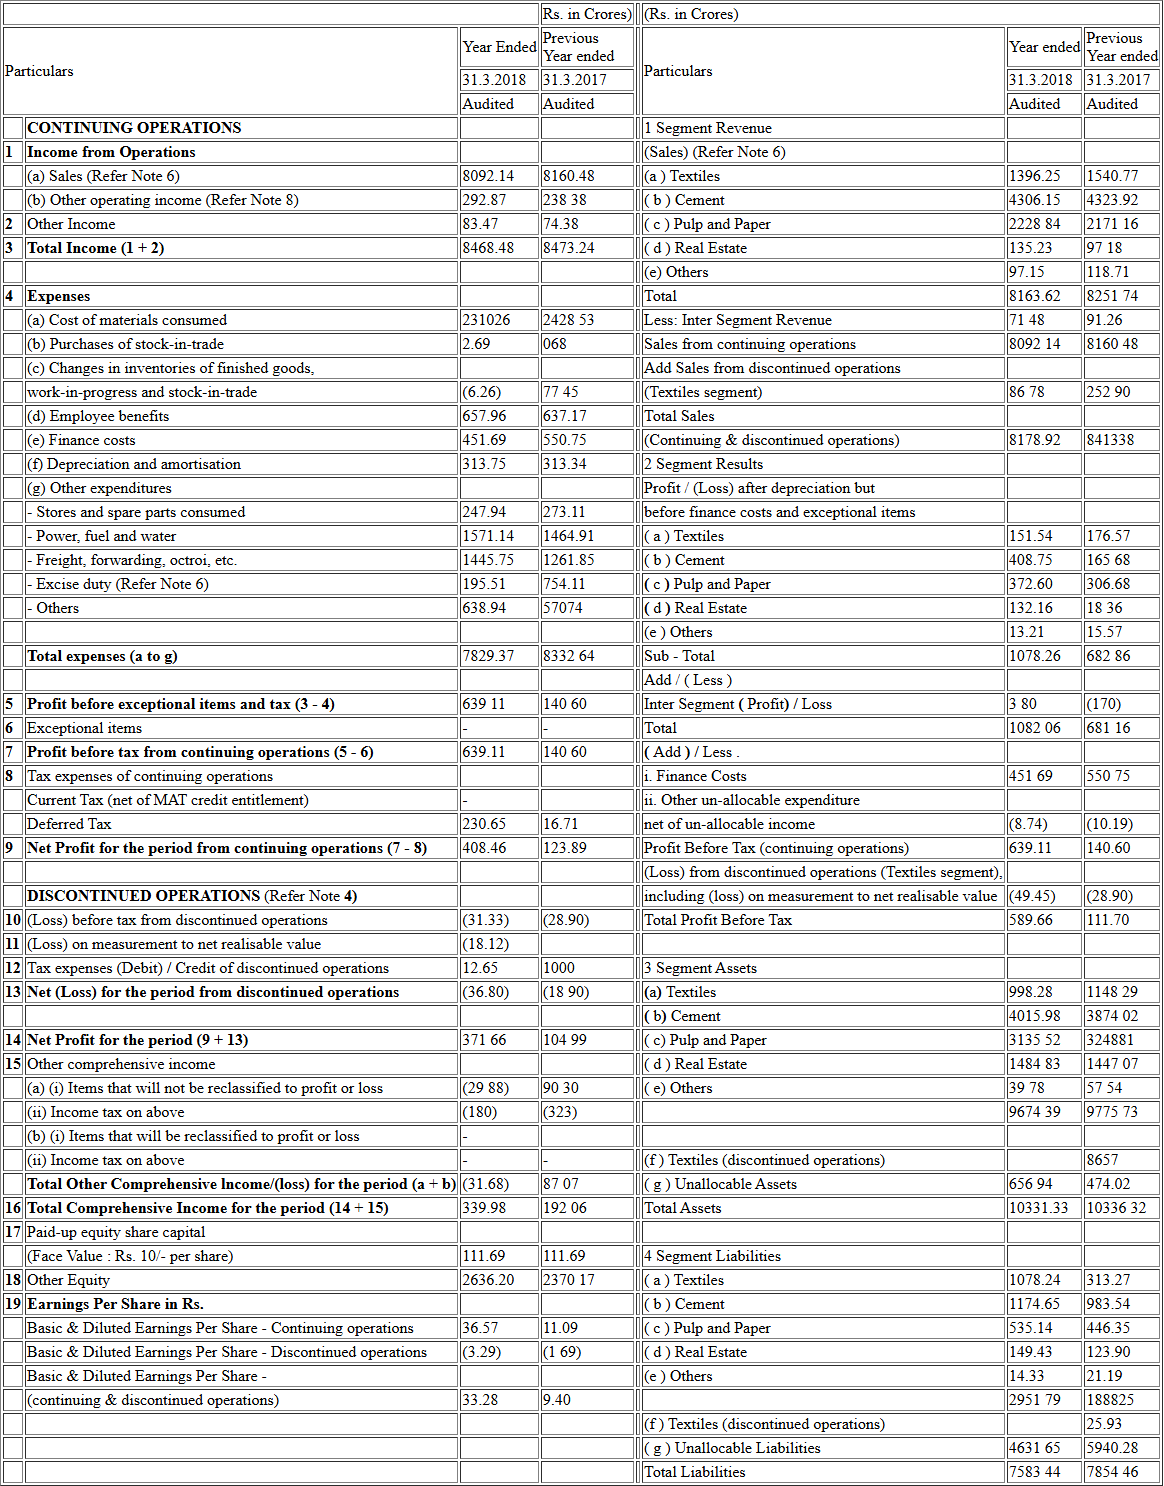 Rs. in Crores) (Rs. in Crores)
Particulars Year Ended Previous Year ended Particulars Year ended Previous Year ended
31.3.2018 31.3.2017 31.3.2018 31.3.2017
Audited Audited Audited Audited
CONTINUING OPERATIONS 1 Segment Revenue
1 Income from Operations (Sales) (Refer Note 6)
(a) Sales (Refer Note 6) 8092.14 8160.48 (a ) Textiles 1396.25 1540.77
(b) Other operating income (Refer Note 8) 292.87 238 38 ( b ) Cement 4306.15 4323.92
2 Other Income 83.47 74.38 ( c ) Pulp and Paper 2228 84 2171 16
3 Total Income (1 + 2) 8468.48 8473.24 ( d ) Real Estate 135.23 97 18
(e) Others 97.15 118.71
4 Expenses Total 8163.62 8251 74
(a) Cost of materials consumed 231026 2428 53 Less: Inter Segment Revenue 71 48 91.26
(b) Purchases of stock-in-trade 2.69 068 Sales from continuing operations 8092 14 8160 48
(c) Changes in inventories of finished goods, Add Sales from discontinued operations
work-in-progress and stock-in-trade (6.26) 77 45 (Textiles segment) 86 78 252 90
(d) Employee benefits 657.96 637.17 Total Sales
(e) Finance costs 451.69 550.75 (Continuing & discontinued operations) 8178.92 841338
(f) Depreciation and amortisation 313.75 313.34 2 Segment Results
(g) Other expenditures Profit / (Loss) after depreciation but
- Stores and spare parts consumed 247.94 273.11 before finance costs and exceptional items
- Power, fuel and water 1571.14 1464.91 ( a ) Textiles 151.54 176.57
- Freight, forwarding, octroi, etc. 1445.75 1261.85 ( b ) Cement 408.75 165 68
- Excise duty (Refer Note 6) 195.51 754.11 ( c ) Pulp and Paper 372.60 306.68
- Others 638.94 57074 ( d ) Real Estate 132.16 18 36
(e ) Others 13.21 15.57
Total expenses (a to g) 7829.37 8332 64 Sub - Total 1078.26 682 86
Add / ( Less )
5 Profit before exceptional items and tax (3 - 4) 639 11 140 60 Inter Segment ( Profit) / Loss 3 80 (170)
6 Exceptional items - - Total 1082 06 681 16
7 Profit before tax from continuing operations (5 - 6) 639.11 140 60 ( Add ) / Less .
8 Tax expenses of continuing operations i. Finance Costs 451 69 550 75
Current Tax (net of MAT credit entitlement) - ii. Other un-allocable expenditure
Deferred Tax 230.65 16.71 net of un-allocable income (8.74) (10.19)
9 Net Profit for the period from continuing operations (7 - 8) 408.46 123.89 Profit Before Tax (continuing operations) 639.11 140.60
(Loss) from discontinued operations (Textiles segment),
DISCONTINUED OPERATIONS (Refer Note 4) including (loss) on measurement to net realisable value (49.45) (28.90)
10 (Loss) before tax from discontinued operations (31.33) (28.90) Total Profit Before Tax 589.66 111.70
11 (Loss) on measurement to net realisable value (18.12)
12 Tax expenses (Debit) / Credit of discontinued operations 12.65 1000 3 Segment Assets
13 Net (Loss) for the period from discontinued operations (36.80) (18 90) (a) Textiles 998.28 1148 29
( b) Cement 4015.98 3874 02
14 Net Profit for the period (9 + 13) 371 66 104 99 ( c) Pulp and Paper 3135 52 324881
15 Other comprehensive income ( d ) Real Estate 1484 83 1447 07
(a) (i) Items that will not be reclassified to profit or loss (29 88) 90 30 ( e) Others 39 78 57 54
(ii) Income tax on above (180) (323) 9674 39 9775 73
(b) (i) Items that will be reclassified to profit or loss -
(ii) Income tax on above - - (f ) Textiles (discontinued operations) 8657
Total Other Comprehensive Income/(loss) for the period (a + b) (31.68) 87 07 ( g ) Unallocable Assets 656 94 474.02
16 Total Comprehensive Income for the period (14 + 15) 339.98 192 06 Total Assets 10331.33 10336 32
17 Paid-up equity share capital
(Face Value : Rs. 10/- per share) 111.69 111.69 4 Segment Liabilities
18 Other Equity 2636.20 2370 17 ( a ) Textiles 1078.24 313.27
19 Earnings Per Share in Rs. ( b ) Cement 1174.65 983.54
Basic & Diluted Earnings Per Share - Continuing operations 36.57 11.09 ( c ) Pulp and Paper 535.14 446.35
Basic & Diluted Earnings Per Share - Discontinued operations (3.29) (1 69) ( d ) Real Estate 149.43 123.90
Basic & Diluted Earnings Per Share - (e ) Others 14.33 21.19
(continuing & discontinued operations) 33.28 9.40 2951 79 188825
(f ) Textiles (discontinued operations) 25.93
( g ) Unallocable Liabilities 4631 65 5940.28
Total Liabilities 7583 44 7854 46